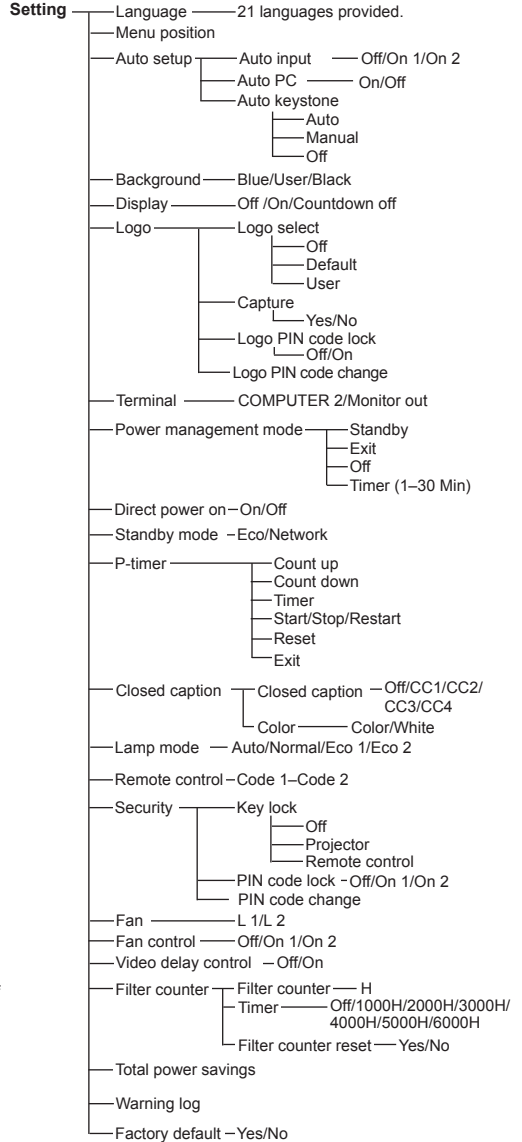 Setting Language 21 languages provided.
Menu position
Auto setup Auto input Off/On 1/On 2
Auto PC On/Off
Auto keystone
Auto
Manual
Off
Background Blue/User/Black
Display Off /On/Countdown off
Logo Logo select
Off
Default
User
Capture
Yes/No
Logo PIN code lock
Off/On
Logo PIN code change
Terminal COMPUTER 2/Monitor out
Power management mode Standby
Exit
Off
Timer (1–30 Min)
Direct power on On/Off
Standby mode Eco/Network
P-timer Count up
Count down
Timer
Start/Stop/Restart
Reset
Exit
Closed caption Closed caption Off/CC1/CC2/
CC3/CC4
Color Color/White
Lamp mode Auto/Normal/Eco 1/Eco 2
Remote control Code 1–Code 2
Security Key lock
Off
Projector
Remote control
PIN code lock Off/On 1/On 2
PIN code change
Fan L 1/L 2
Fan control Off/On 1/On 2
Video delay control Off/On
Filter counter Filter counter H
Timer Off/1000H/2000H/3000H/
4000H/5000H/6000H
Filter counter reset Yes/No
Total power savings
Warning log
Factory default Yes/No